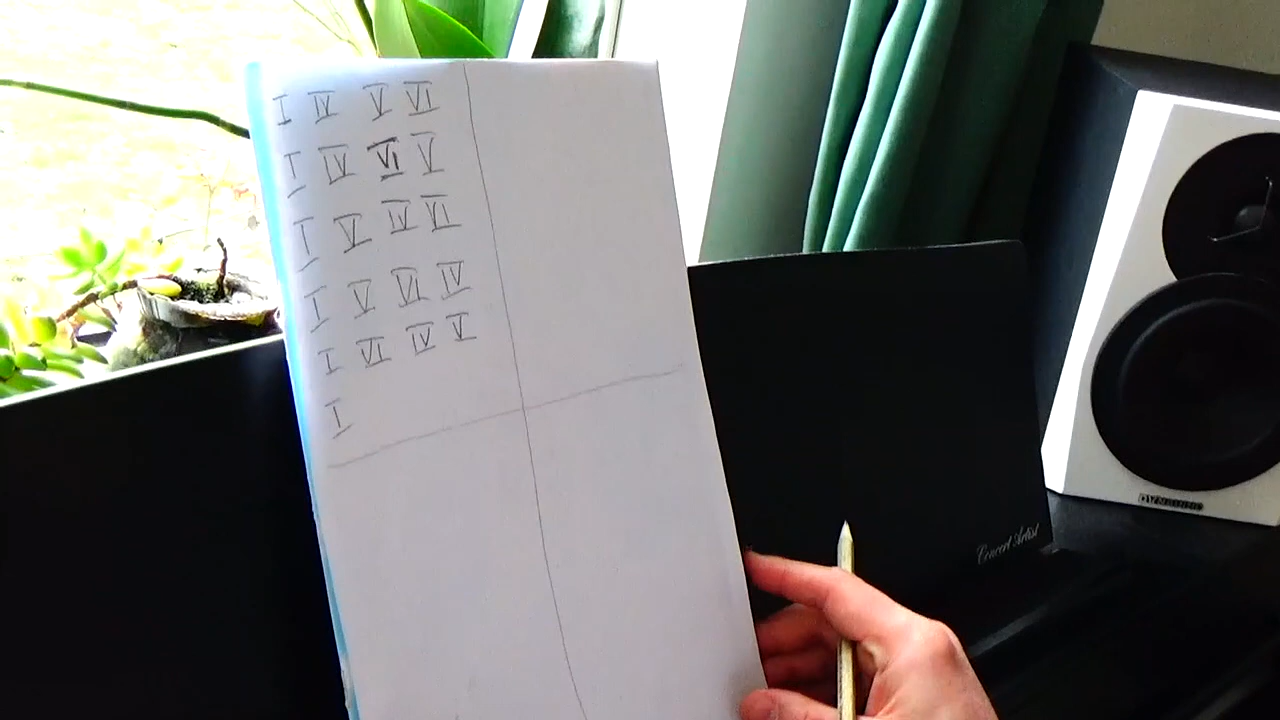 I IV V VI
I IV VI V
I V IV VI
I V VI IV
I VI IV V
I
Concert Artist
DYNAUDIO